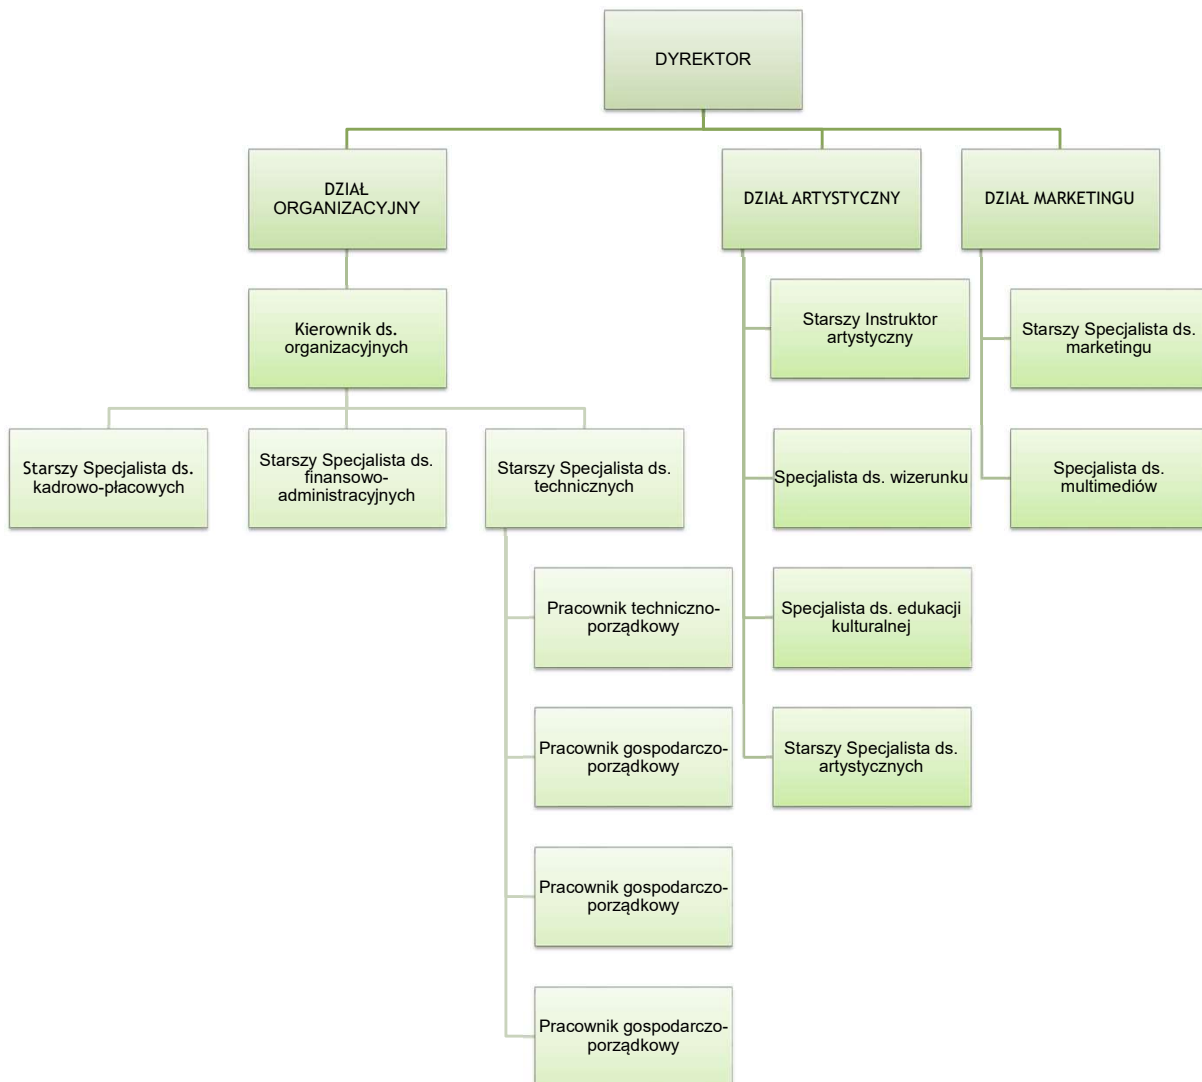 DYREKTOR
DZIAŁ
ORGANIZACYJNY
DZIAŁ ARTYSTYCZNY
DZIAŁ MARKETINGU
Kierownik ds.
organizacyjnych
Starszy Instruktor
artystyczny
Starszy Specjalista ds.
marketingu
Starszy Specjalista ds.
kadrowo-płacowych
Starszy Specjalista ds.
finansowo-
administracyjnych
Starszy Specjalista ds.
technicznych
Specjalista ds. wizerunku
Specjalista ds.
multimediów
Pracownik techniczno-
porządkowy
Specjalista ds. edukacji
kulturalnej
Pracownik gospodarczo-
porządkowy
Starszy Specjalista ds.
artystycznych
Pracownik gospodarczo-
porządkowy
Pracownik gospodarczo-
porządkowy